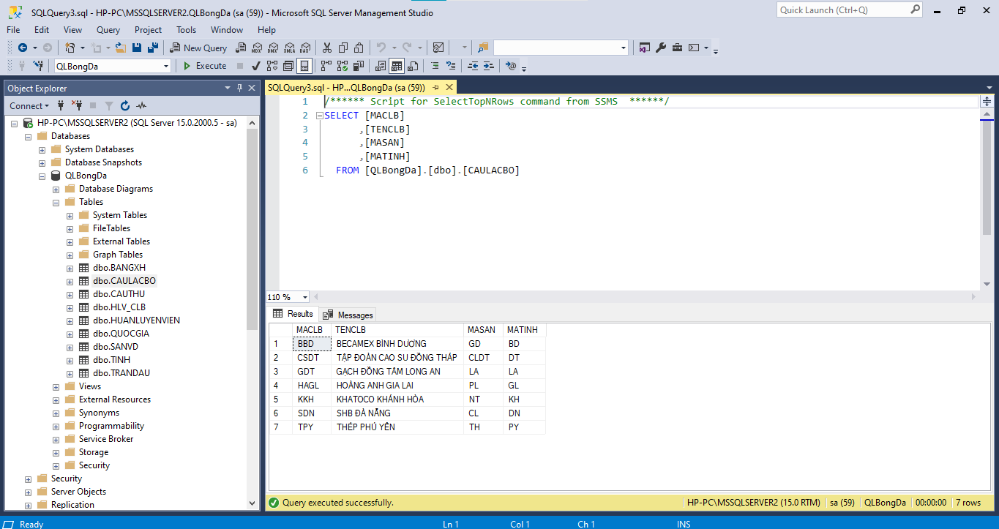 SQLQuery3.sql - HP-PC\MSSQLSERVER2.QLBongDa (sa (59)) - Microsoft SQL Server Management Studio
Quick Launch (Ctrl+Q)
File Edit View Query Project Tools Window Help
New Query MDX DMX XMLA DAX
QLBongDa Execute
Object Explorer
Connect
HP-PC\MSSQLSERVER2 (SQL Server 15.0.2000.5 - sa)
Databases
System Databases
Database Snapshots
QLBongDa
Database Diagrams
Tables
System Tables
FileTables
External Tables
Graph Tables
dbo.BANGXH
dbo.CAULACBO
dbo.CAUTHU
dbo.HLV_CLB
dbo.HUANLUYENVIEN
dbo.QUOCGIA
dbo.SANVD
dbo.TINH
dbo.TRANDAU
Views
External Resources
Synonyms
Programmability
Service Broker
Storage
Security
Security
Server Objects
Replication
SQLQuery3.sql - HP...QLBongDa (sa (59))
1 /****** Script for SelectTopNRows command from SSMS ******/
2 SELECT [MACLB]
3 ,[TENCLB]
4 ,[MASAN]
5 ,[MATINH]
6 FROM [QLBongDa].[dbo].[CAULACBO]
110 %
Results Messages
MACLB TENCLB MASAN MATINH
1 BBD BECAMEX BÌNH DƯƠNG GD BD
2 CSDT TẬP ĐOÀN CAO SU ĐỒNG THÁP CLDT DT
3 GDT GẠCH ĐỒNG TÂM LONG AN LA LA
4 HAGL HOÀNG ANH GIA LAI PL GL
5 KKH KHATOCO KHÁNH HÒA NT KH
6 SDN SHB ĐÀ NẴNG CL DN
7 TPY THÉP PHÚ YÊN TH PY
Query executed successfully. HP-PC\MSSQLSERVER2 (15.0 RTM) sa (59) QLBongDa 00:00:00 7 rows
Ready Ln 1 Col 1 Ch 1 INS